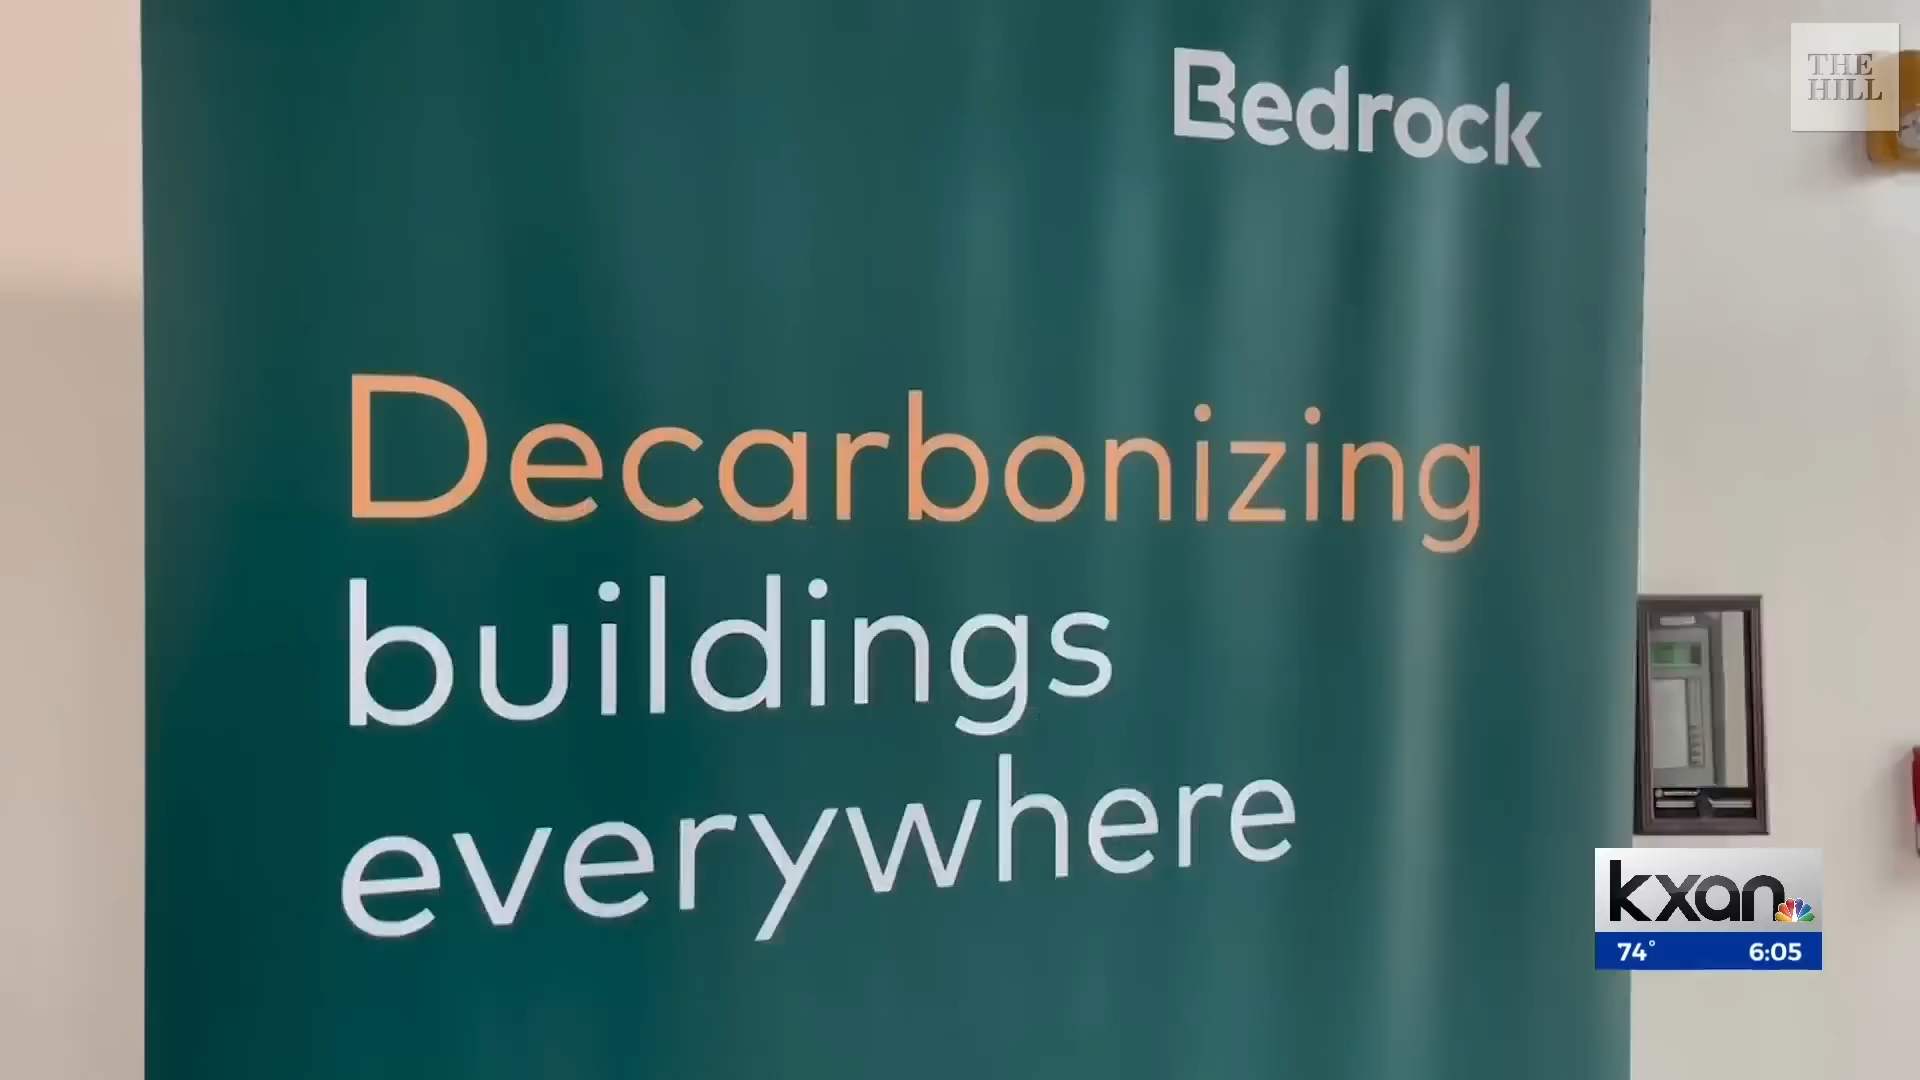 Bedrock
THE
HILL
Decarbonizing
buildings
everywhere
kxan
74° 6:05